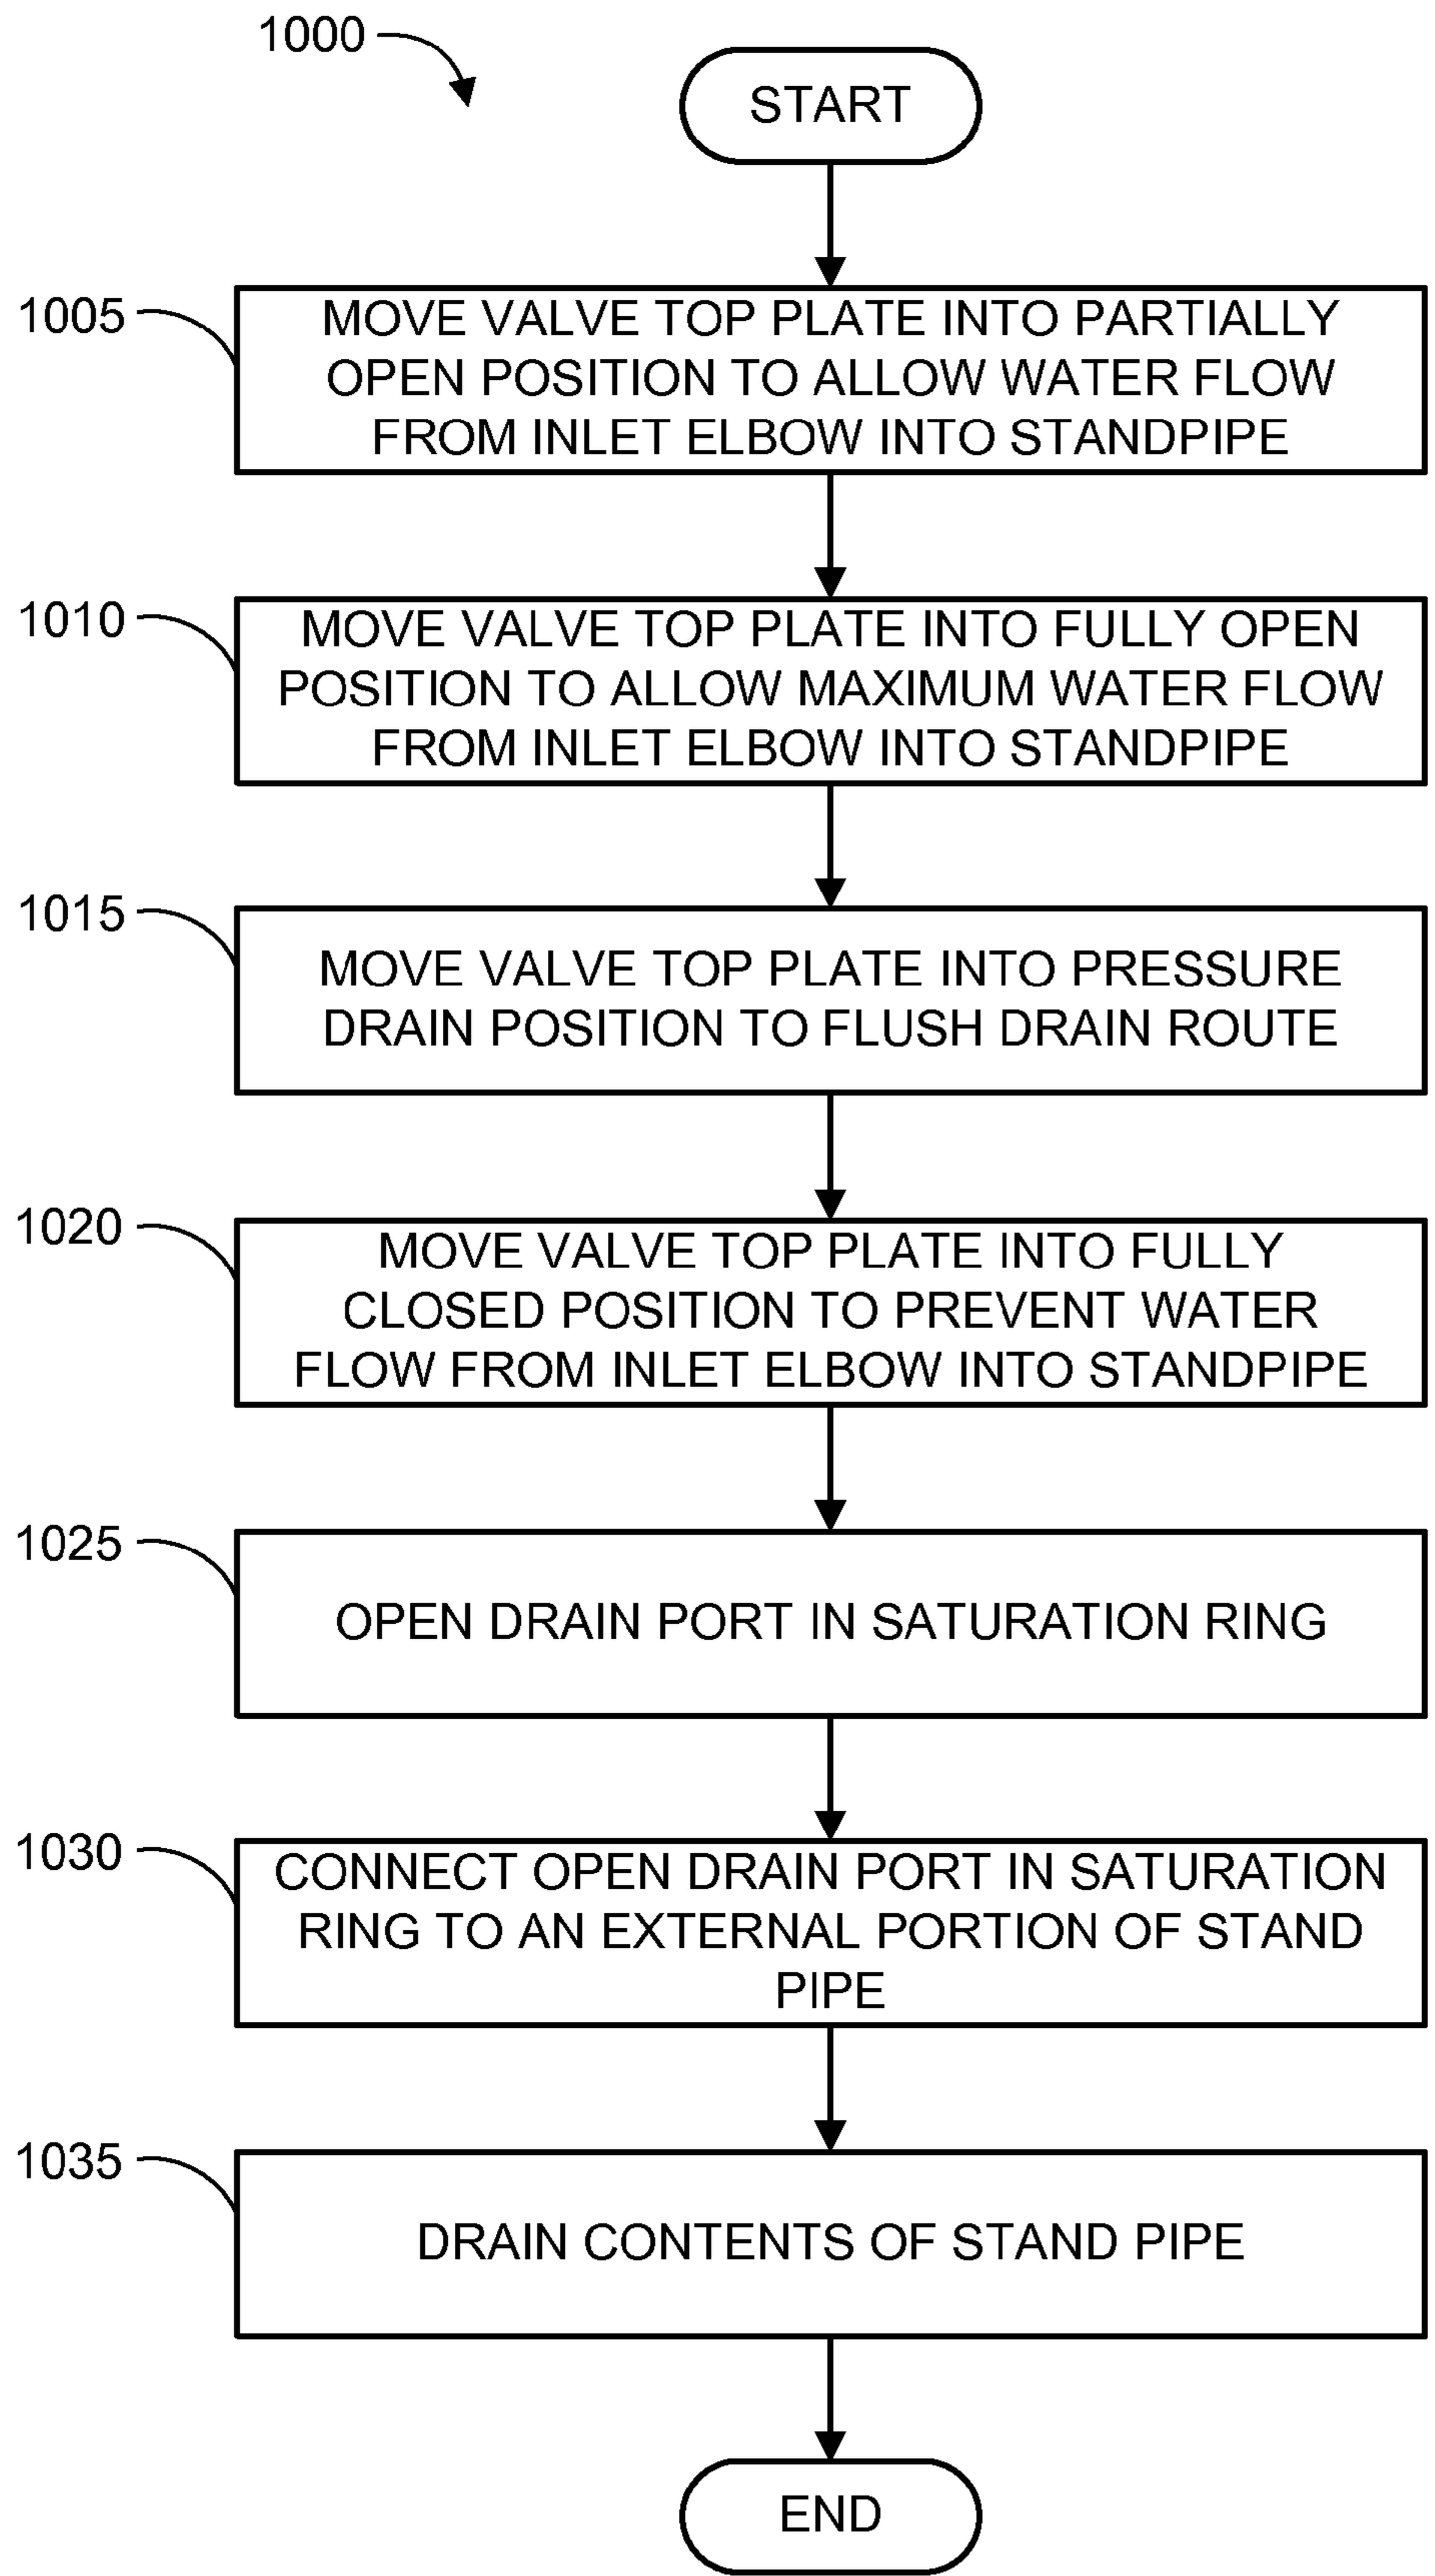 1000
START
1005
MOVE VALVE TOP PLATE INTO PARTIALLY
OPEN POSITION TO ALLOW WATER FLOW
FROM INLET ELBOW INTO STANDPIPE
1010
MOVE VALVE TOP PLATE INTO FULLY OPEN
POSITION TO ALLOW MAXIMUM WATER FLOW
FROM INLET ELBOW INTO STANDPIPE
1015
MOVE VALVE TOP PLATE INTO PRESSURE
DRAIN POSITION TO FLUSH DRAIN ROUTE
1020
MOVE VALVE TOP PLATE INTO FULLY
CLOSED POSITION TO PREVENT WATER
FLOW FROM INLET ELBOW INTO STANDPIPE
1025
OPEN DRAIN PORT IN SATURATION RING
1030
CONNECT OPEN DRAIN PORT IN SATURATION
RING TO AN EXTERNAL PORTION OF STAND
PIPE
1035
DRAIN CONTENTS OF STAND PIPE
END